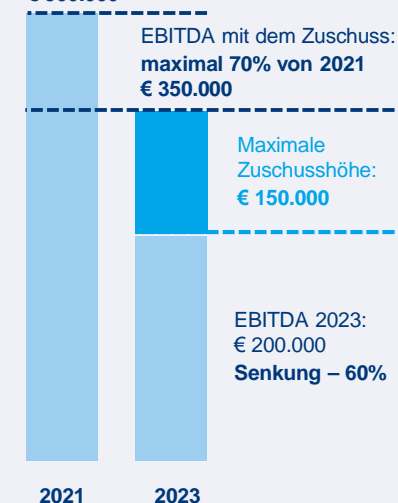 EBITDA mit dem Zuschuss:
maximal 70% von 2021
€ 350.000
Maximale
Zuschusshöhe:
€ 150.000
EBITDA 2023:
€ 200.000
Senkung – 60%
2021
2023